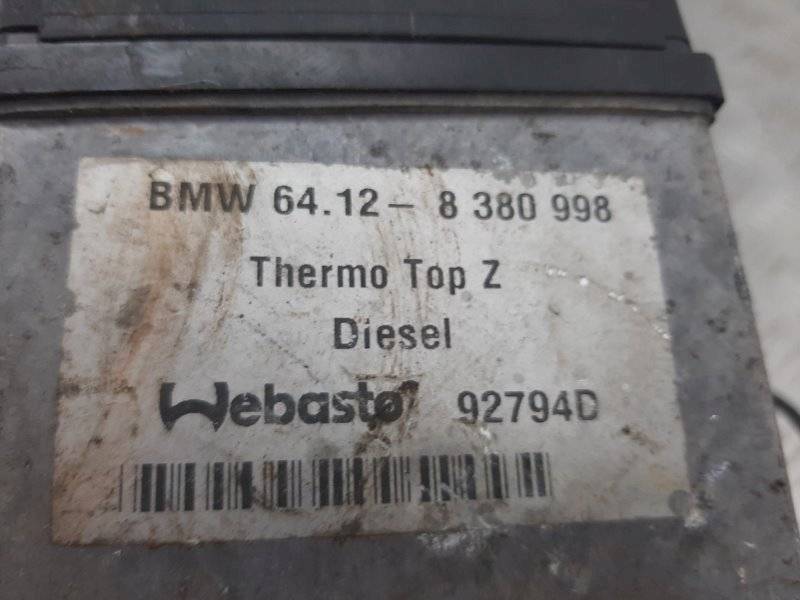 BMW 64.12 - 8 380 998
Thermo Top Z
Diesel
Webasto 92794D